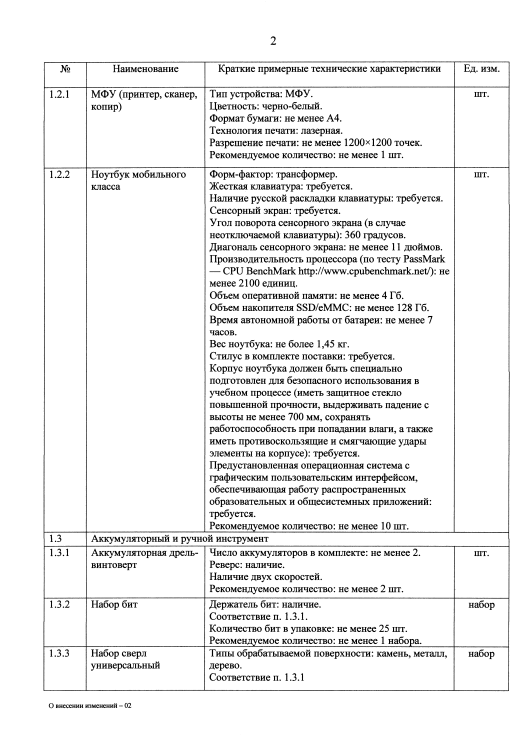 2
№ Наименование Краткие примерные технические характеристики Ед. изм.
1.2.1 МФУ (принтер, сканер, Тип устройства: МФУ. шт.
копир) Цветность: черно-белый.
Формат бумаги: не менее А4.
Технология печати: лазерная.
Разрешение печати: не менее 1200×1200 точек.
Рекомендуемое количество: не менее 1 шт.
1.2.2 Ноутбук мобильного Форм-фактор: трансформер. шт.
класса Жесткая клавиатура: требуется.
Наличие русской раскладки клавиатуры: требуется.
Сенсорный экран: требуется.
Угол поворота сенсорного экрана (в случае
неотключаемой клавиатуры): 360 градусов.
Диагональ сенсорного экрана: не менее 11 дюймов.
Производительность процессора (по тесту PassMark
— CPU BenchMark http://www.cpubenchmark.net/): не
менее 2100 единиц.
Объем оперативной памяти: не менее 4 Гб.
Объем накопителя SSD/eMMC: не менее 128 Гб.
Время автономной работы от батареи: не менее 7
часов.
Вес ноутбука: не более 1,45 кг.
Стилус в комплекте поставки: требуется.
Корпус ноутбука должен быть специально
подготовлен для безопасного использования в
учебном процессе (иметь защитное стекло
повышенной прочности, выдерживать падение с
высоты не менее 700 мм, сохранять
работоспособность при попадании влаги, а также
иметь противоскользящие и смягчающие удары
элементы на корпусе): требуется.
Предустановленная операционная система с
графическим пользовательским интерфейсом,
обеспечивающая работу распространенных
образовательных и общесистемных приложений:
требуется.
Рекомендуемое количество: не менее 10 шт.
1.3 Аккумуляторный и ручной инструмент
1.3.1 Аккумуляторная дрель- Число аккумуляторов в комплекте: не менее 2. шт.
винтоверт Реверс: наличие.
Наличие двух скоростей.
Рекомендуемое количество: не менее 2 шт.
1.3.2 Набор бит Держатель бит: наличие. набор
Соответствие п. 1.3.1.
Количество бит в упаковке: не менее 25 шт.
Рекомендуемое количество: не менее 1 набора.
1.3.3 Набор сверл Типы обрабатываемой поверхности: камень, металл, набор
универсальный дерево.
Соответствие п. 1.3.1
О внесении изменений – 02